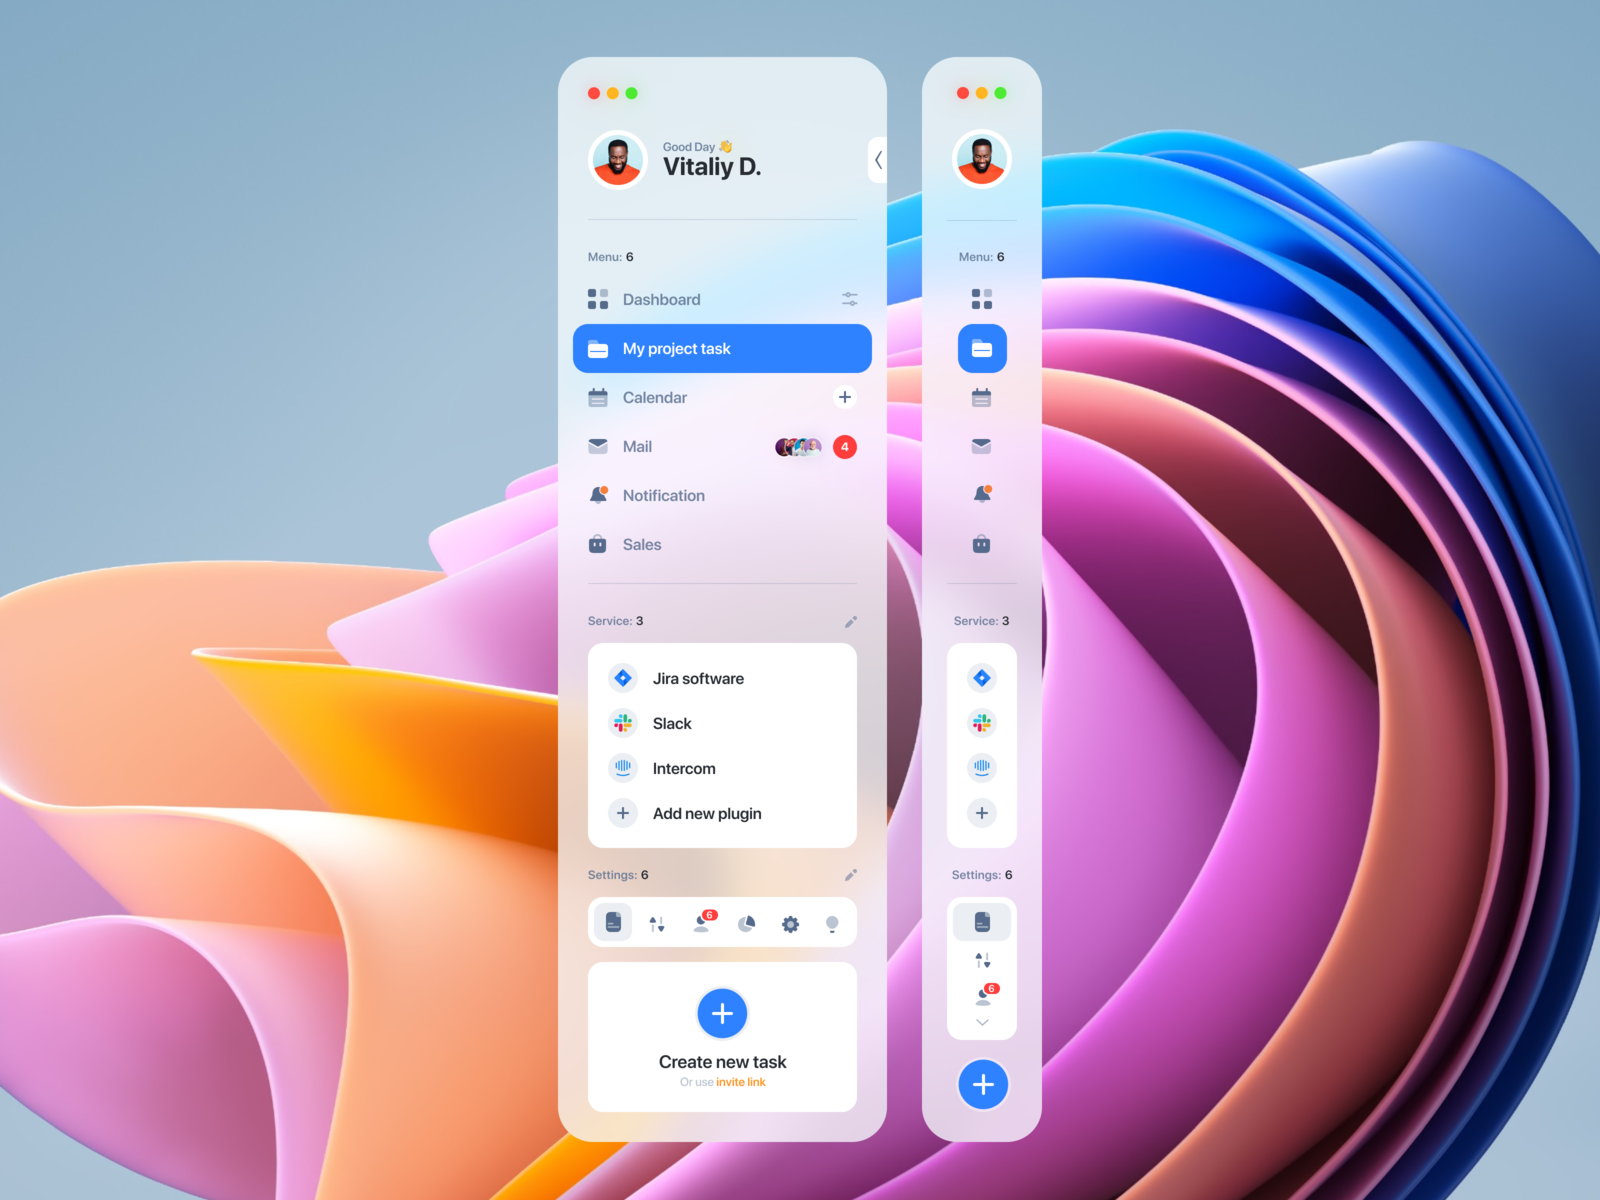 Good Day 👋
Vitaliy D.
Menu: 6
Dashboard
My project task
Calendar
Mail 4
Notification
Sales
Service: 3
Jira software
Slack
Intercom
Add new plugin
Settings: 6
6
Create new task
Or use invite link
Menu: 6
Service: 3
Settings: 6
6